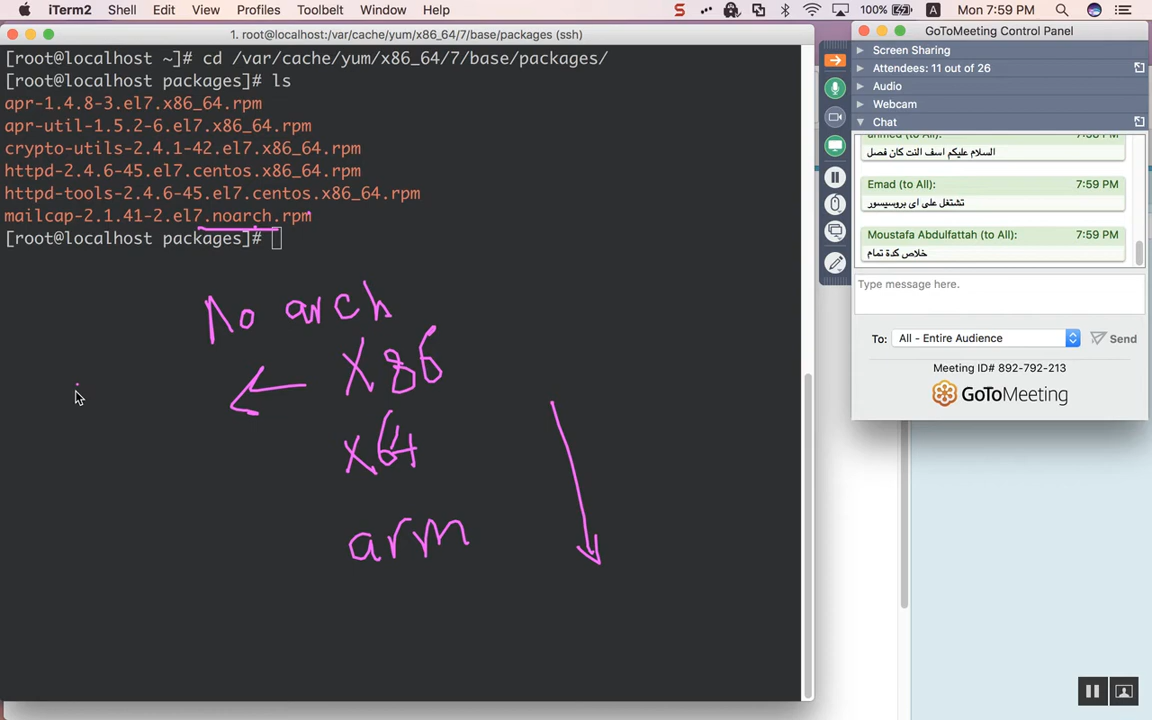 iTerm2 Shell Edit View Profiles Toolbelt Window Help 100% A Mon 7:59 PM
1. root@localhost:/var/cache/yum/x86_64/7/base/packages (ssh)
[root@localhost ~]# cd /var/cache/yum/x86_64/7/base/packages/
[root@localhost packages]# ls
apr-1.4.8-3.el7.x86_64.rpm
apr-util-1.5.2-6.el7.x86_64.rpm
crypto-utils-2.4.1-42.el7.x86_64.rpm
httpd-2.4.6-45.el7.centos.x86_64.rpm
httpd-tools-2.4.6-45.el7.centos.x86_64.rpm
mailcap-2.1.41-2.el7.noarch.rpm
[root@localhost packages]#
No arch
X86
x64
arm
GoToMeeting Control Panel
Screen Sharing
Attendees: 11 out of 26
Audio
Webcam
Chat
ahmed (to All):
السلام عليكم اسف النت كان فصل
Emad (to All): 7:59 PM
تشتغل على اى بروسيسور
Moustafa Abdulfattah (to All): 7:59 PM
خلاص كدة تمام
Type message here.
To: All - Entire Audience Send
Meeting ID# 892-792-213
GoToMeeting